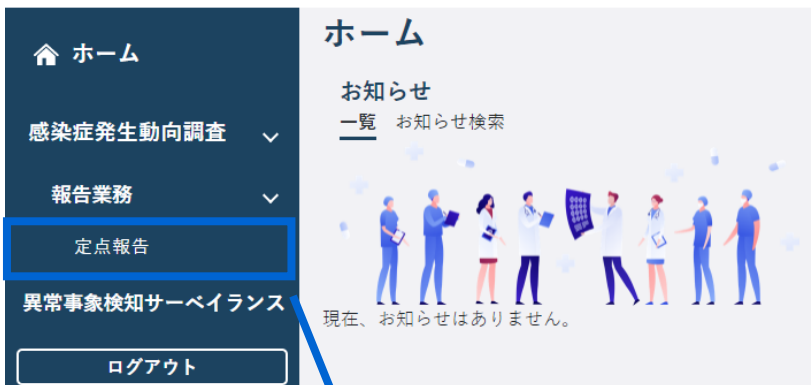 ホーム
感染症発生動向調査
報告業務
定点報告
異常事象検知サーベイランス
ログアウト
ホーム
お知らせ
一覧 お知らせ検索
現在、お知らせはありません。